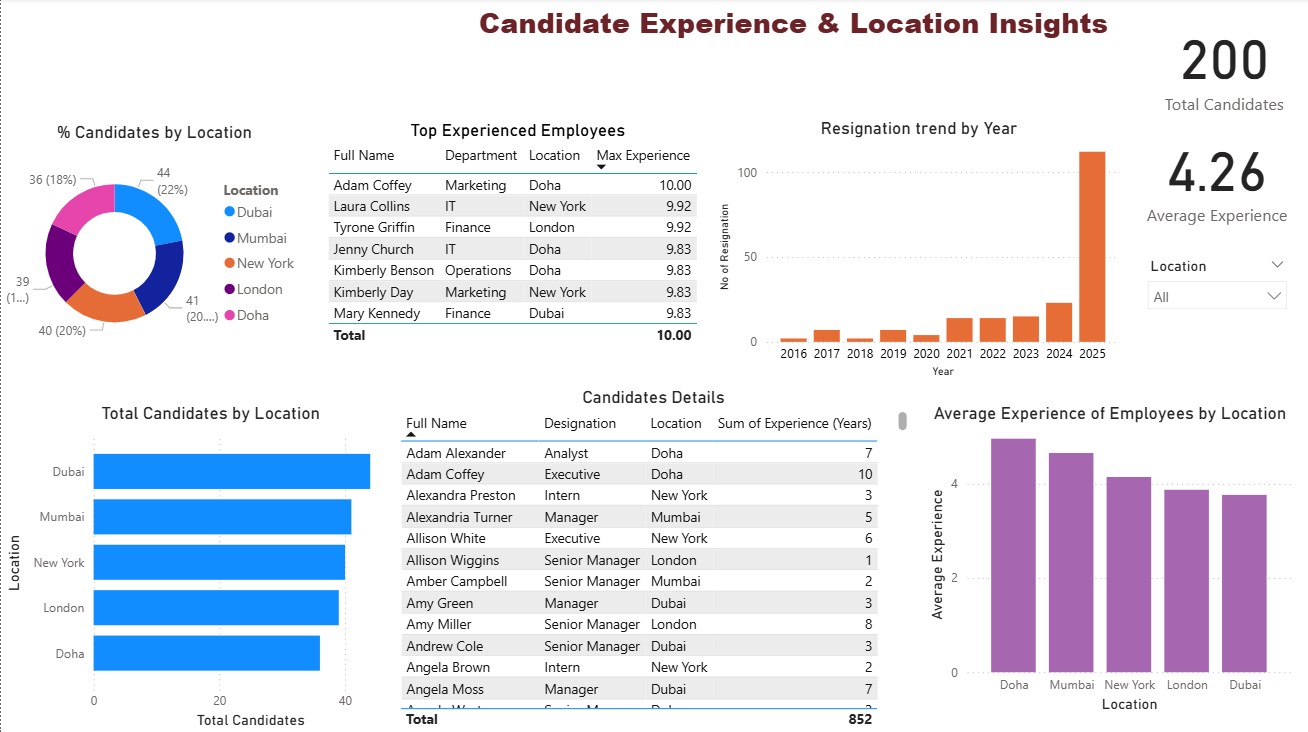 Candidate Experience & Location Insights
200
Total Candidates
4.26
Average Experience
Location
All
% Candidates by Location
44
(22%)
41
(20....)
40 (20%)
39
(1...)
36 (18%)
Location
Dubai
Mumbai
New York
London
Doha
Top Experienced Employees
Full Name Department Location Max Experience
Adam Coffey Marketing Doha 10.00
Laura Collins IT New York 9.92
Tyrone Griffin Finance London 9.92
Jenny Church IT Doha 9.83
Kimberly Benson Operations Doha 9.83
Kimberly Day Marketing New York 9.83
Mary Kennedy Finance Dubai 9.83
Total 10.00
Resignation trend by Year
No of Resignation
100
50
0
2016 2017 2018 2019 2020 2021 2022 2023 2024 2025
Year
Total Candidates by Location
Location
Dubai
Mumbai
New York
London
Doha
0 20 40
Total Candidates
Candidates Details
Full Name Designation Location Sum of Experience (Years)
Adam Alexander Analyst Doha 7
Adam Coffey Executive Doha 10
Alexandra Preston Intern New York 3
Alexandria Turner Manager Mumbai 5
Allison White Executive New York 6
Allison Wiggins Senior Manager London 1
Amber Campbell Senior Manager Mumbai 2
Amy Green Manager Dubai 3
Amy Miller Senior Manager London 8
Andrew Cole Senior Manager Dubai 3
Angela Brown Intern New York 2
Angela Moss Manager Dubai 7
Total 852
Average Experience of Employees by Location
Average Experience
4
2
0
Doha Mumbai New York London Dubai
Location